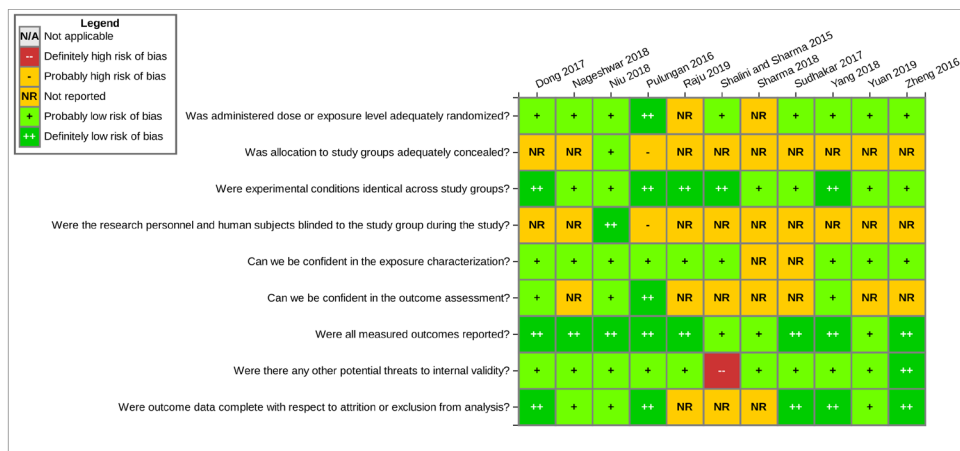 Legend
N/A Not applicable
-- Definitely high risk of bias
- Probably high risk of bias
NR Not reported
+ Probably low risk of bias
++ Definitely low risk of bias
Dong 2017 Nageshwar 2018 Niu 2018 Pulungan 2016 Raju 2019 Shalini and Sharma 2015 Sharma 2018 Sudhakar 2017 Yang 2018 Yuan 2019 Zheng 2016
Was administered dose or exposure level adequately randomized? + + + ++ NR + NR + + + +
Was allocation to study groups adequately concealed? NR NR + - NR NR NR NR NR NR NR
Were experimental conditions identical across study groups? ++ + + ++ ++ ++ + + ++ + +
Were the research personnel and human subjects blinded to the study group during the study? NR NR ++ - NR NR NR NR NR NR NR
Can we be confident in the exposure characterization? + + + + + + NR NR + + +
Can we be confident in the outcome assessment? + NR + ++ NR NR NR NR + NR NR
Were all measured outcomes reported? ++ ++ ++ ++ ++ + + ++ ++ + ++
Were there any other potential threats to internal validity? + + + + + -- + + + + ++
Were outcome data complete with respect to attrition or exclusion from analysis? ++ + + ++ NR NR NR ++ ++ + ++